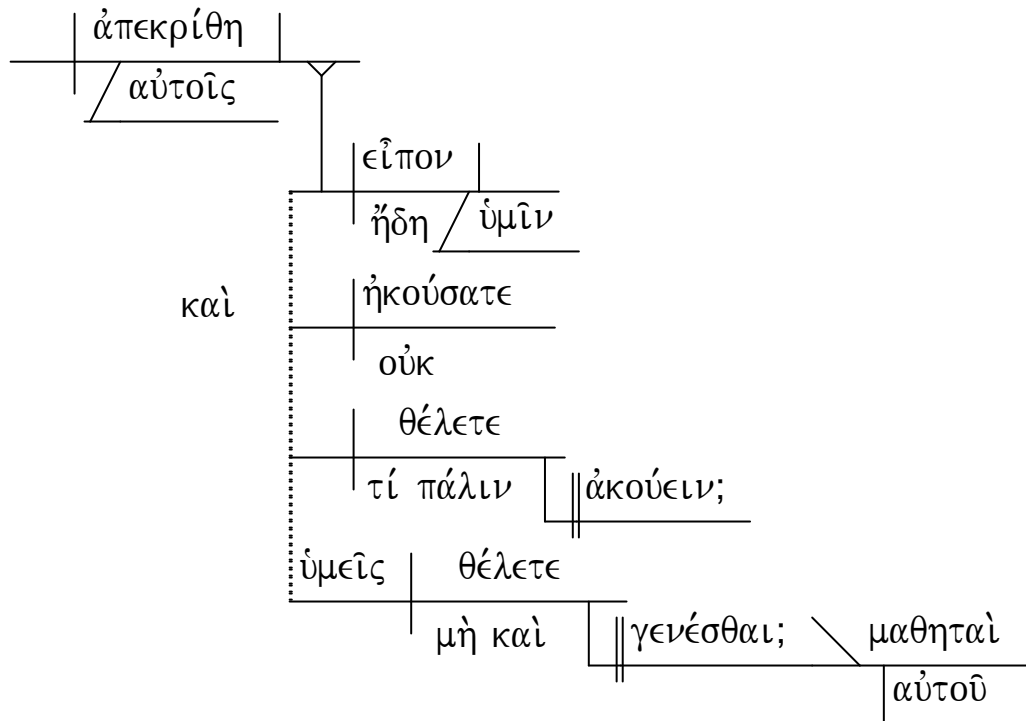 ἀπεκρίθη
αὐτοῖς
εἶπον
ἤδη ὑμῖν
καὶ
ἠκούσατε
οὐκ
θέλετε
τί πάλιν
ἀκούειν;
ὑμεῖς θέλετε
μὴ καὶ
γενέσθαι; μαθηταὶ
αὐτοῦ